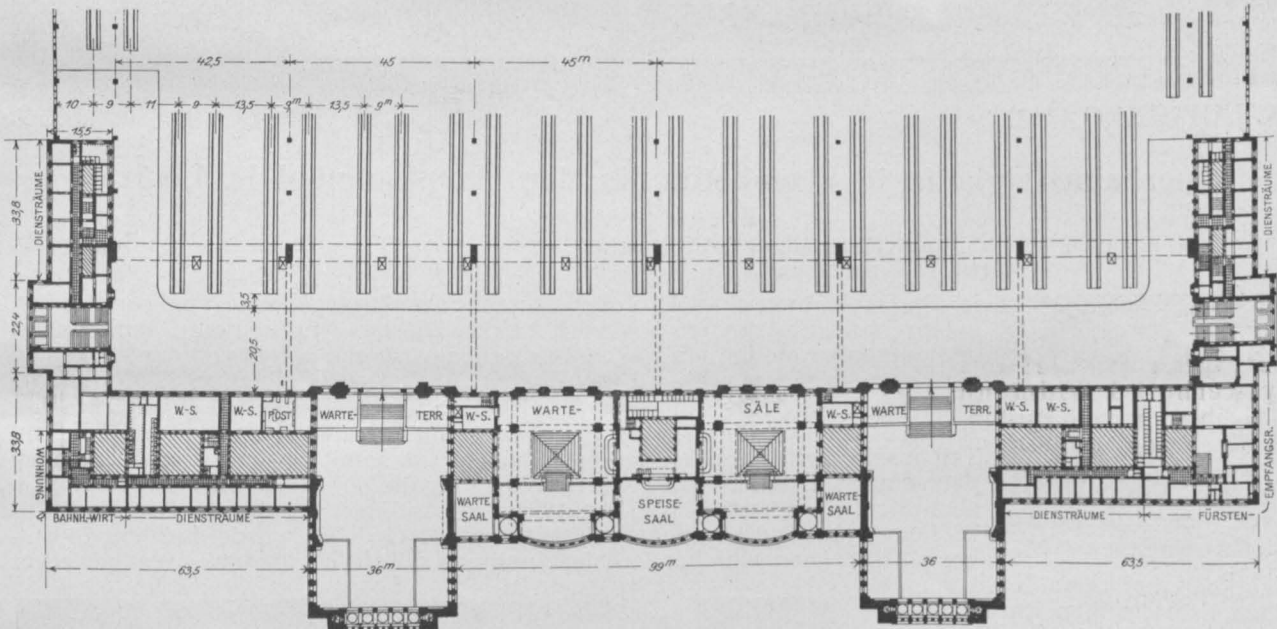 42,5 45 45m
10 9 11 9 13,5 9m 13,5 9m
15,5
33,8 DIENSTRÄUME
DIENSTRÄUME
3,5
22,4
20,5
W.-S. W.-S. POST WARTE- TERR. W.-S. WARTE- SÄLE W.-S. WARTE TERR. W.-S. W.-S.
33,8 WOHNUNG
EMPFANGSR.
WARTE SAAL
SPEISE- SAAL
WARTE- SAAL
BAHNH.-WIRT DIENSTRÄUME DIENSTRÄUME FÜRSTEN
63,5 36m 99m 36 63,5